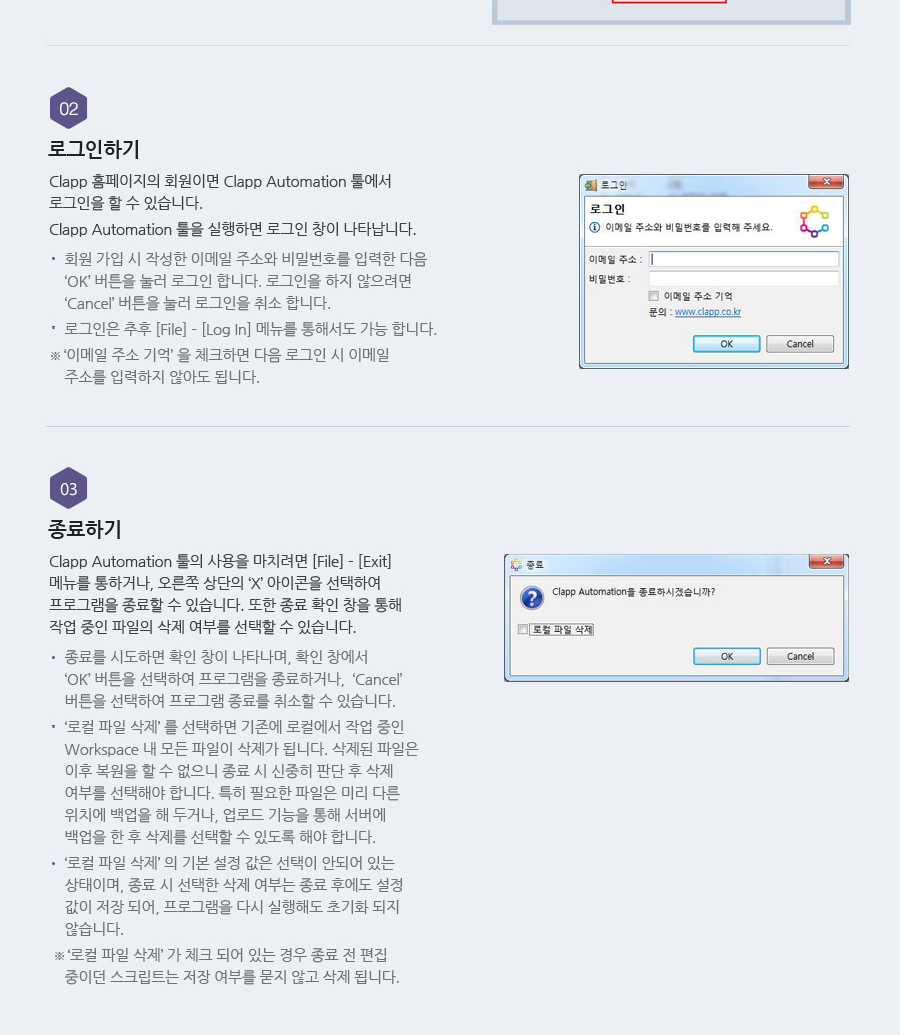 02
로그인하기
Clapp 홈페이지의 회원이면 Clapp Automation 툴에서
로그인을 할 수 있습니다.
Clapp Automation 툴을 실행하면 로그인 창이 나타납니다.
· 회원 가입 시 작성한 이메일 주소와 비밀번호를 입력한 다음
‘OK’ 버튼을 눌러 로그인 합니다. 로그인을 하지 않으려면
‘Cancel’ 버튼을 눌러 로그인을 취소 합니다.
· 로그인은 추후 [File] – [Log In] 메뉴를 통해서도 가능 합니다.
※ ‘이메일 주소 기억’ 을 체크하면 다음 로그인 시 이메일
주소를 입력하지 않아도 됩니다.
로그인
로그인
이메일 주소와 비밀번호를 입력해 주세요.
이메일 주소 :
비밀번호 :
이메일 주소 기억
문의 : www.clapp.co.kr
OK Cancel
03
종료하기
Clapp Automation 툴의 사용을 마치려면 [File] – [Exit]
메뉴를 통하거나, 오른쪽 상단의 ‘X’ 아이콘을 선택하여
프로그램을 종료할 수 있습니다. 또한 종료 확인 창을 통해
작업 중인 파일의 삭제 여부를 선택할 수 있습니다.
· 종료를 시도하면 확인 창이 나타나며, 확인 창에서
‘OK’ 버튼을 선택하여 프로그램을 종료하거나, ‘Cancel’
버튼을 선택하여 프로그램 종료를 취소할 수 있습니다.
· ‘로컬 파일 삭제’ 를 선택하면 기존에 로컬에서 작업 중인
Workspace 내 모든 파일이 삭제가 됩니다. 삭제된 파일은
이후 복원을 할 수 없으니 종료 시 신중히 판단 후 삭제
여부를 선택해야 합니다. 특히 필요한 파일은 미리 다른
위치에 백업을 해 두거나, 업로드 기능을 통해 서버에
백업을 한 후 삭제를 선택할 수 있도록 해야 합니다.
· ‘로컬 파일 삭제’ 의 기본 설정 값은 선택이 안되어 있는
상태이며, 종료 시 선택한 삭제 여부는 종료 후에도 설정
값이 저장 되어, 프로그램을 다시 실행해도 초기화 되지
않습니다.
※ ‘로컬 파일 삭제’ 가 체크 되어 있는 경우 종료 전 편집
중이던 스크립트는 저장 여부를 묻지 않고 삭제 됩니다.
종료
Clapp Automation을 종료하시겠습니까?
로컬 파일 삭제
OK Cancel